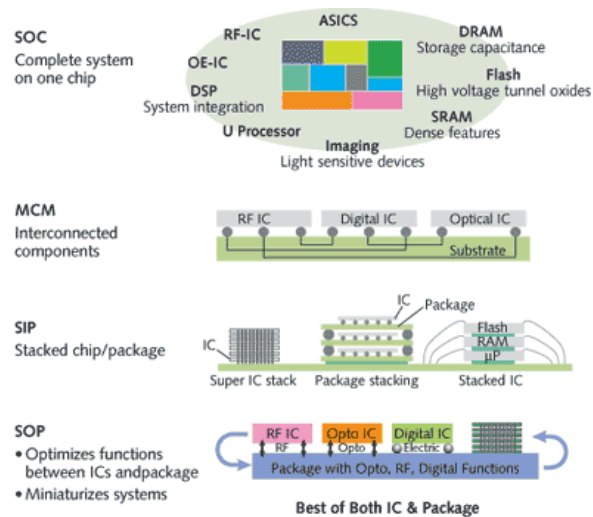 SOC
Complete system
on one chip
ASICS
RF-IC
OE-IC
DSP
System integration
U Processor
Imaging
Light sensitive devices
DRAM
Storage capacitance
Flash
High voltage tunnel oxides
SRAM
Dense features
MCM
Interconnected
components
RF IC
Digital IC
Optical IC
Substrate
SIP
Stacked chip/package
IC
Super IC stack
IC
Package
Package stacking
Flash
RAM
μP
Stacked IC
SOP
• Optimizes functions
between ICs andpackage
• Miniaturizes systems
RF IC
Opto IC
Digital IC
RF
Opto
Electric
Package with Opto, RF, Digital Functions
Best of Both IC & Package